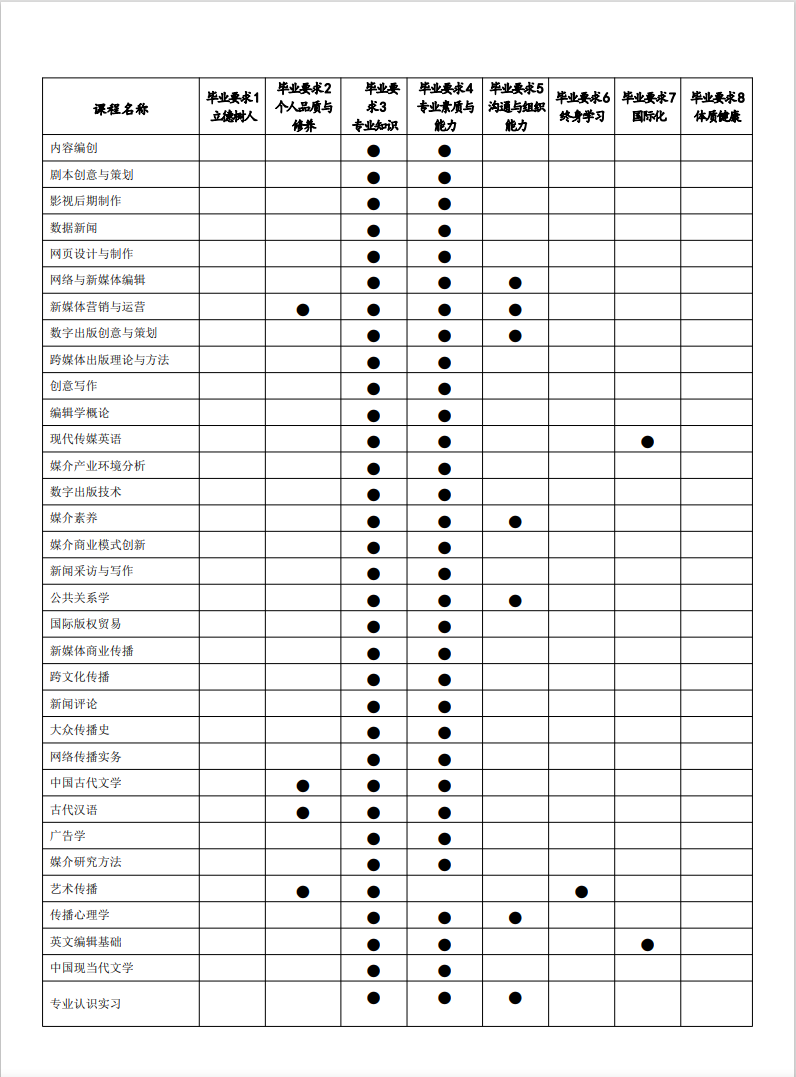 课程名称 毕业要求1 立德树人 毕业要求2 个人品质与修养 毕业要求3 专业知识 毕业要求4 专业素质与能力 毕业要求5 沟通与组织能力 毕业要求6 终身学习 毕业要求7 国际化 毕业要求8 体质健康
内容编创 ● ●
剧本创意与策划 ● ●
影视后期制作 ● ●
数据新闻 ● ●
网页设计与制作 ● ●
网络与新媒体编辑 ● ● ●
新媒体营销与运营 ● ● ● ●
数字出版创意与策划 ● ● ●
跨媒体出版理论与方法 ● ●
创意写作 ● ●
编辑学概论 ● ●
现代传媒英语 ● ● ●
媒介产业环境分析 ● ●
数字出版技术 ● ●
媒介素养 ● ● ●
媒介商业模式创新 ● ●
新闻采访与写作 ● ●
公共关系学 ● ● ●
国际版权贸易 ● ●
新媒体商业传播 ● ●
跨文化传播 ● ●
新闻评论 ● ●
大众传播史 ● ●
网络传播实务 ● ●
中国古代文学 ● ● ●
古代汉语 ● ● ●
广告学 ● ●
媒介研究方法 ● ●
艺术传播 ● ● ●
传播心理学 ● ● ●
英文编辑基础 ● ● ●
中国现当代文学 ● ●
专业认识实习 ● ● ●